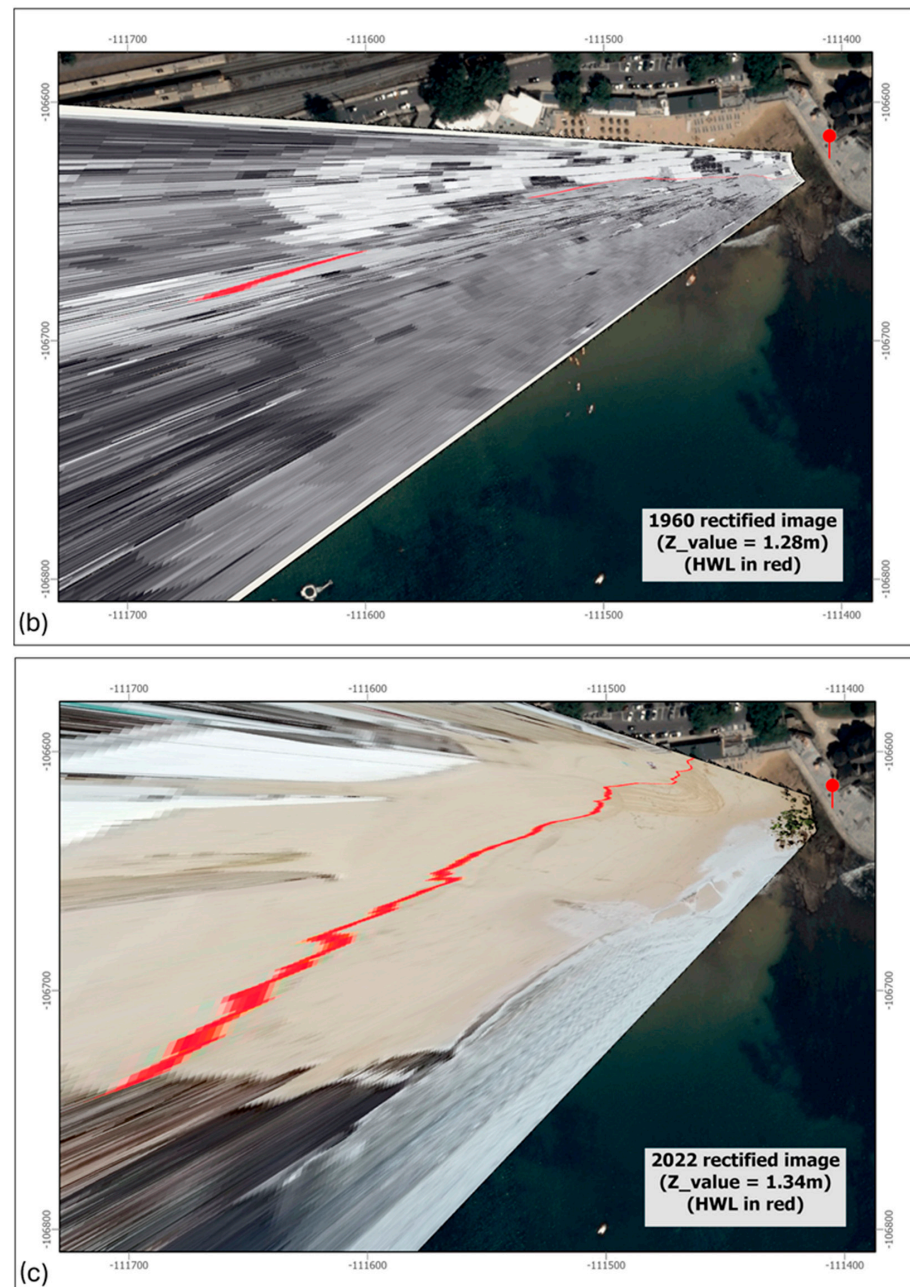 -111700 -111600 -111500 -111400
-106600 -106600
-106700 -106700
-106800 -106800
1960 rectified image
(Z_value = 1.28m)
(HWL in red)
-111700 -111600 -111500 -111400
(b)
-111700 -111600 -111500 -111400
-106600 -106600
-106700 -106700
-106800 -106800
2022 rectified image
(Z_value = 1.34m)
(HWL in red)
-111700 -111600 -111500 -111400
(c)